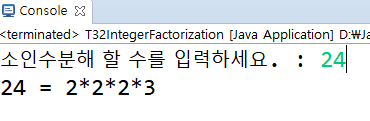 Console
<terminated> T32IntegerFactorization [Java Application] D:\Ja
소인수분해 할 수를 입력하세요. : 24
24 = 2*2*2*3